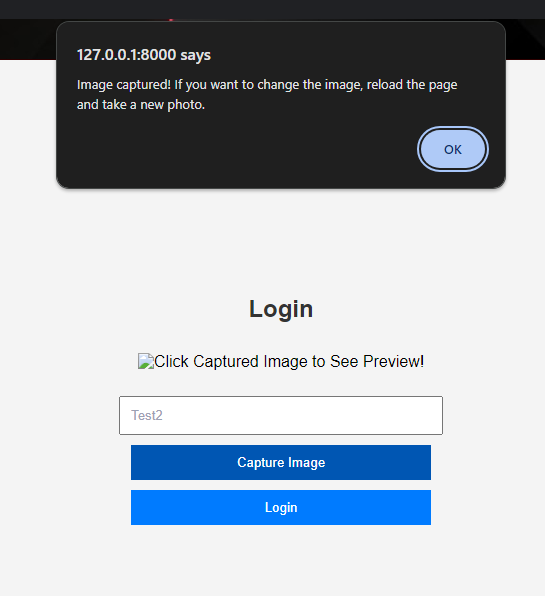 127.0.0.1:8000 says
Image captured! If you want to change the image, reload the page
and take a new photo.
OK
Login
Click Captured Image to See Preview!
Test2
Capture Image
Login